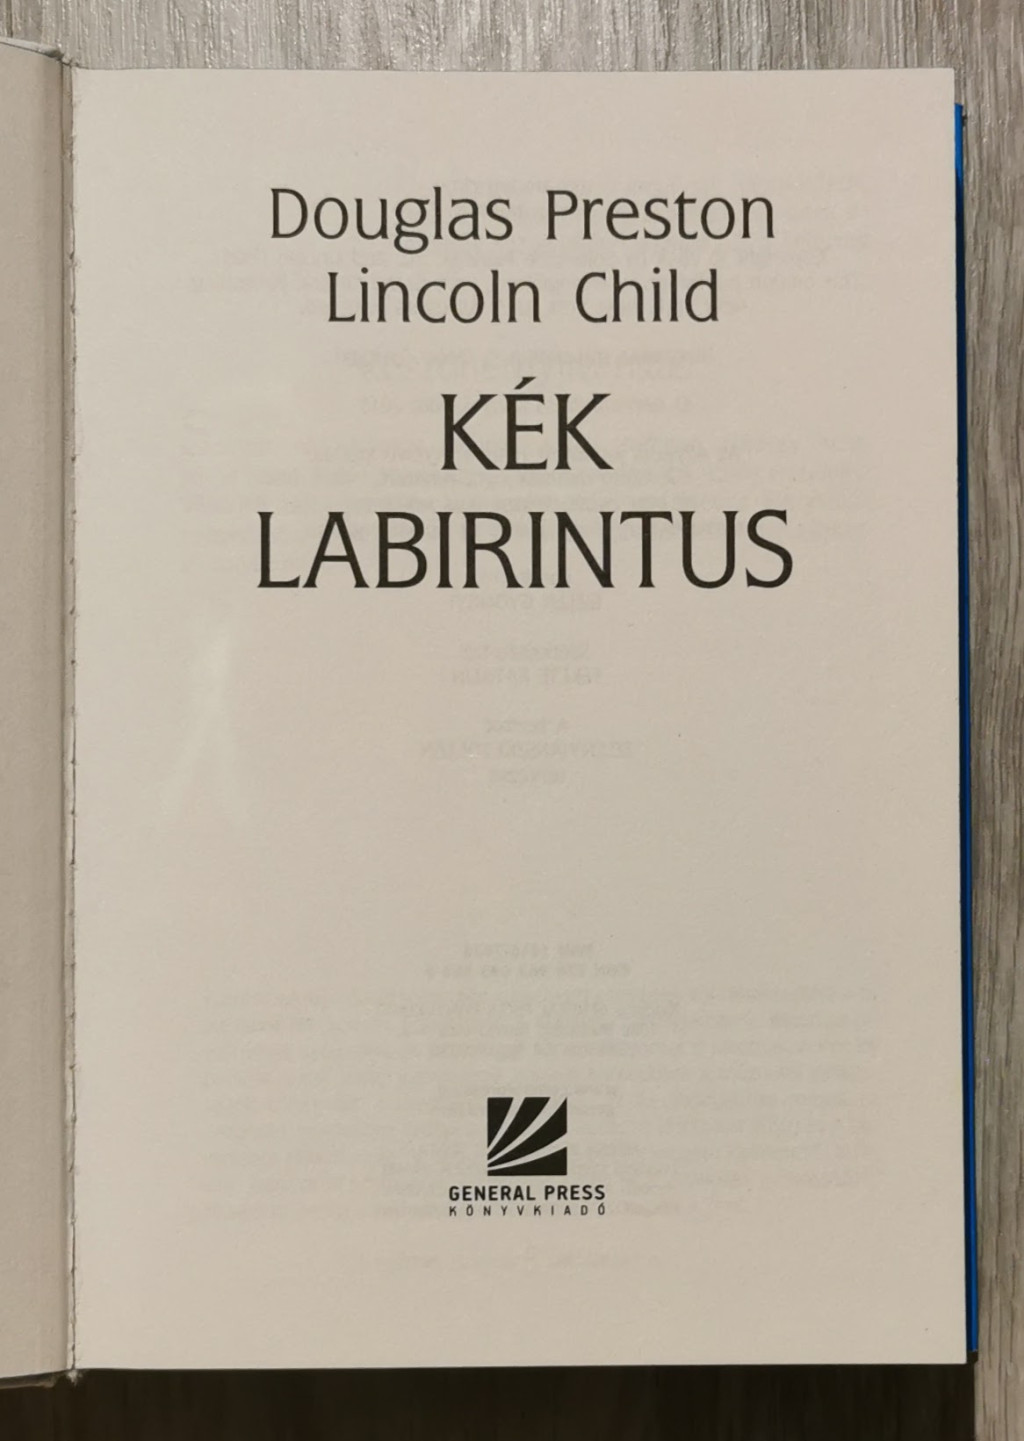 Douglas Preston
Lincoln Child
KÉK
LABIRINTUS
GENERAL PRESS
KÖNYVKIADÓ